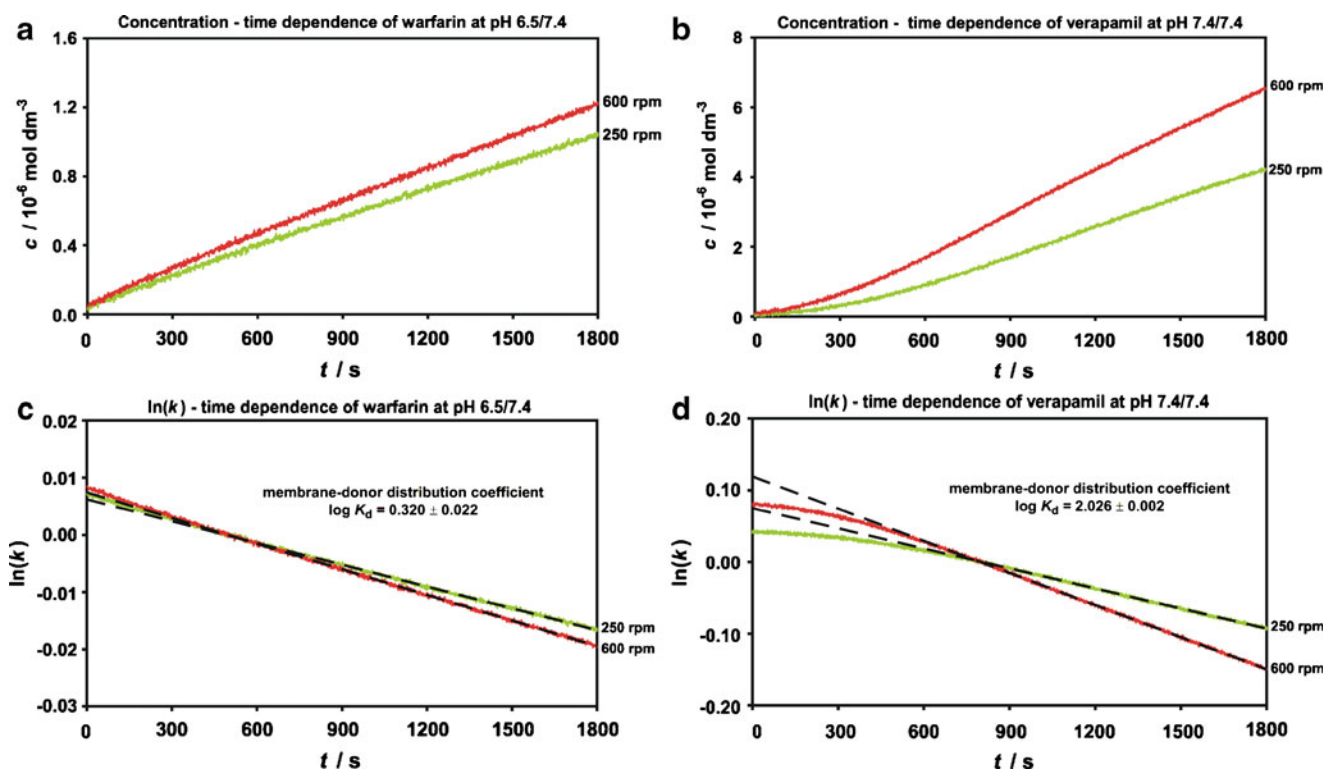 a
Concentration - time dependence of warfarin at pH 6.5/7.4
1.6
1.2
0.8
0.4
0.0
c / 10⁻⁶ mol dm⁻³
600 rpm
250 rpm
0 300 600 900 1200 1500 1800
t / s
b
Concentration - time dependence of verapamil at pH 7.4/7.4
8
6
4
2
0
c / 10⁻⁶ mol dm⁻³
600 rpm
250 rpm
0 300 600 900 1200 1500 1800
t / s
c
ln(k) - time dependence of warfarin at pH 6.5/7.4
0.02
0.01
0.00
-0.01
-0.02
-0.03
ln(k)
membrane-donor distribution coefficient
log K_d = 0.320 ± 0.022
250 rpm
600 rpm
0 300 600 900 1200 1500 1800
t / s
d
ln(k) - time dependence of verapamil at pH 7.4/7.4
0.20
0.10
0.00
-0.10
-0.20
ln(k)
membrane-donor distribution coefficient
log K_d = 2.026 ± 0.002
250 rpm
600 rpm
0 300 600 900 1200 1500 1800
t / s